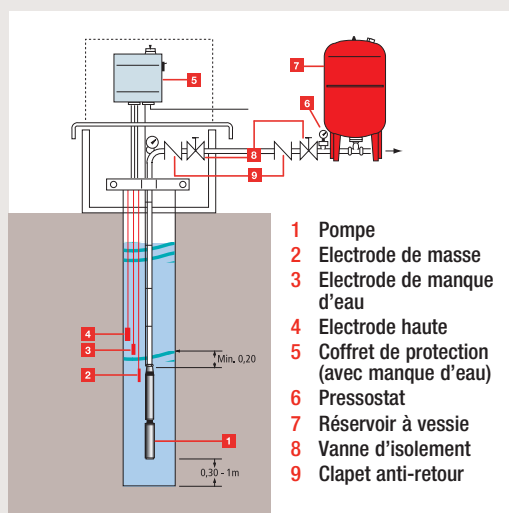 5
7
6
8
9
4
3
2
Min. 0,20
1
0,30 - 1m
1 Pompe
2 Electrode de masse
3 Electrode de manque
d'eau
4 Electrode haute
5 Coffret de protection
(avec manque d'eau)
6 Pressostat
7 Réservoir à vessie
8 Vanne d'isolement
9 Clapet anti-retour